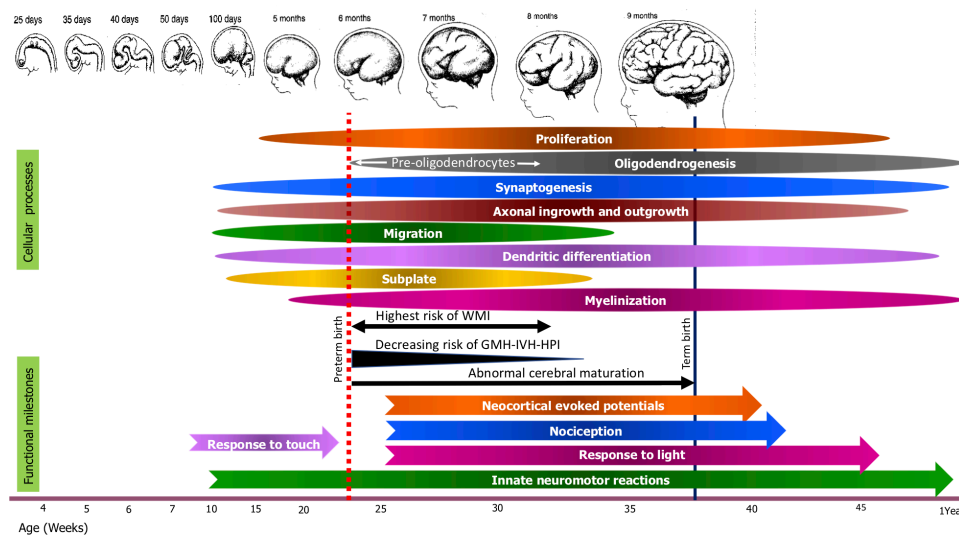 25 days
35 days
40 days
50 days
100 days
5 months
6 months
7 months
8 months
9 months
Cellular processes
Proliferation
Pre-oligodendrocytes
Oligodendrogenesis
Synaptogenesis
Axonal ingrowth and outgrowth
Migration
Dendritic differentiation
Subplate
Myelinization
Preterm birth
Term birth
Highest risk of WMI
Decreasing risk of GMH-IVH-HPI
Abnormal cerebral maturation
Functional milestones
Neocortical evoked potentials
Nociception
Response to touch
Response to light
Innate neuromotor reactions
4 5 6 7 10 15 20 25 30 35 40 45 1Yea
Age (Weeks)